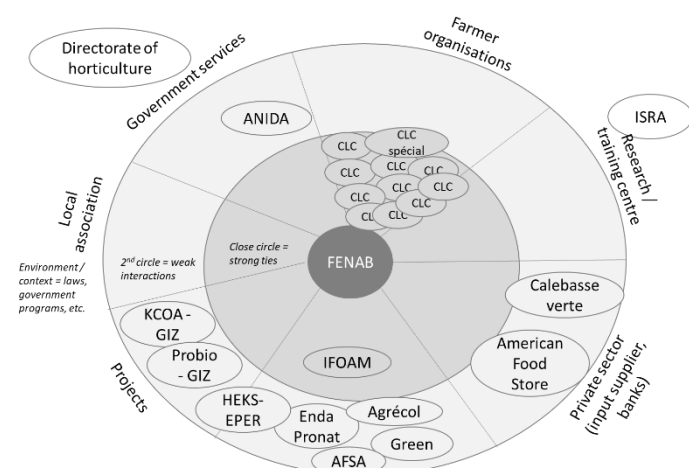 Directorate of
horticulture
Government services
Farmer
organisations
ANIDA
ISRA
Research /
training centre
CLC
CLC
spécial
CLC
CLC
CLC
CLC
CLC
CLC
CLC
CL
CLC
Local
association
Environment /
context = laws,
government
programs, etc.
2nd circle = weak
interactions
Close circle =
strong ties
FENAB
Calebasse
verte
American
Food
Store
Private sector
(input supplier,
banks)
KCOA -
GIZ
Probio
- GIZ
Projects
IFOAM
HEKS-
EPER
Enda
Pronat
Agrécol
Green
AFSA